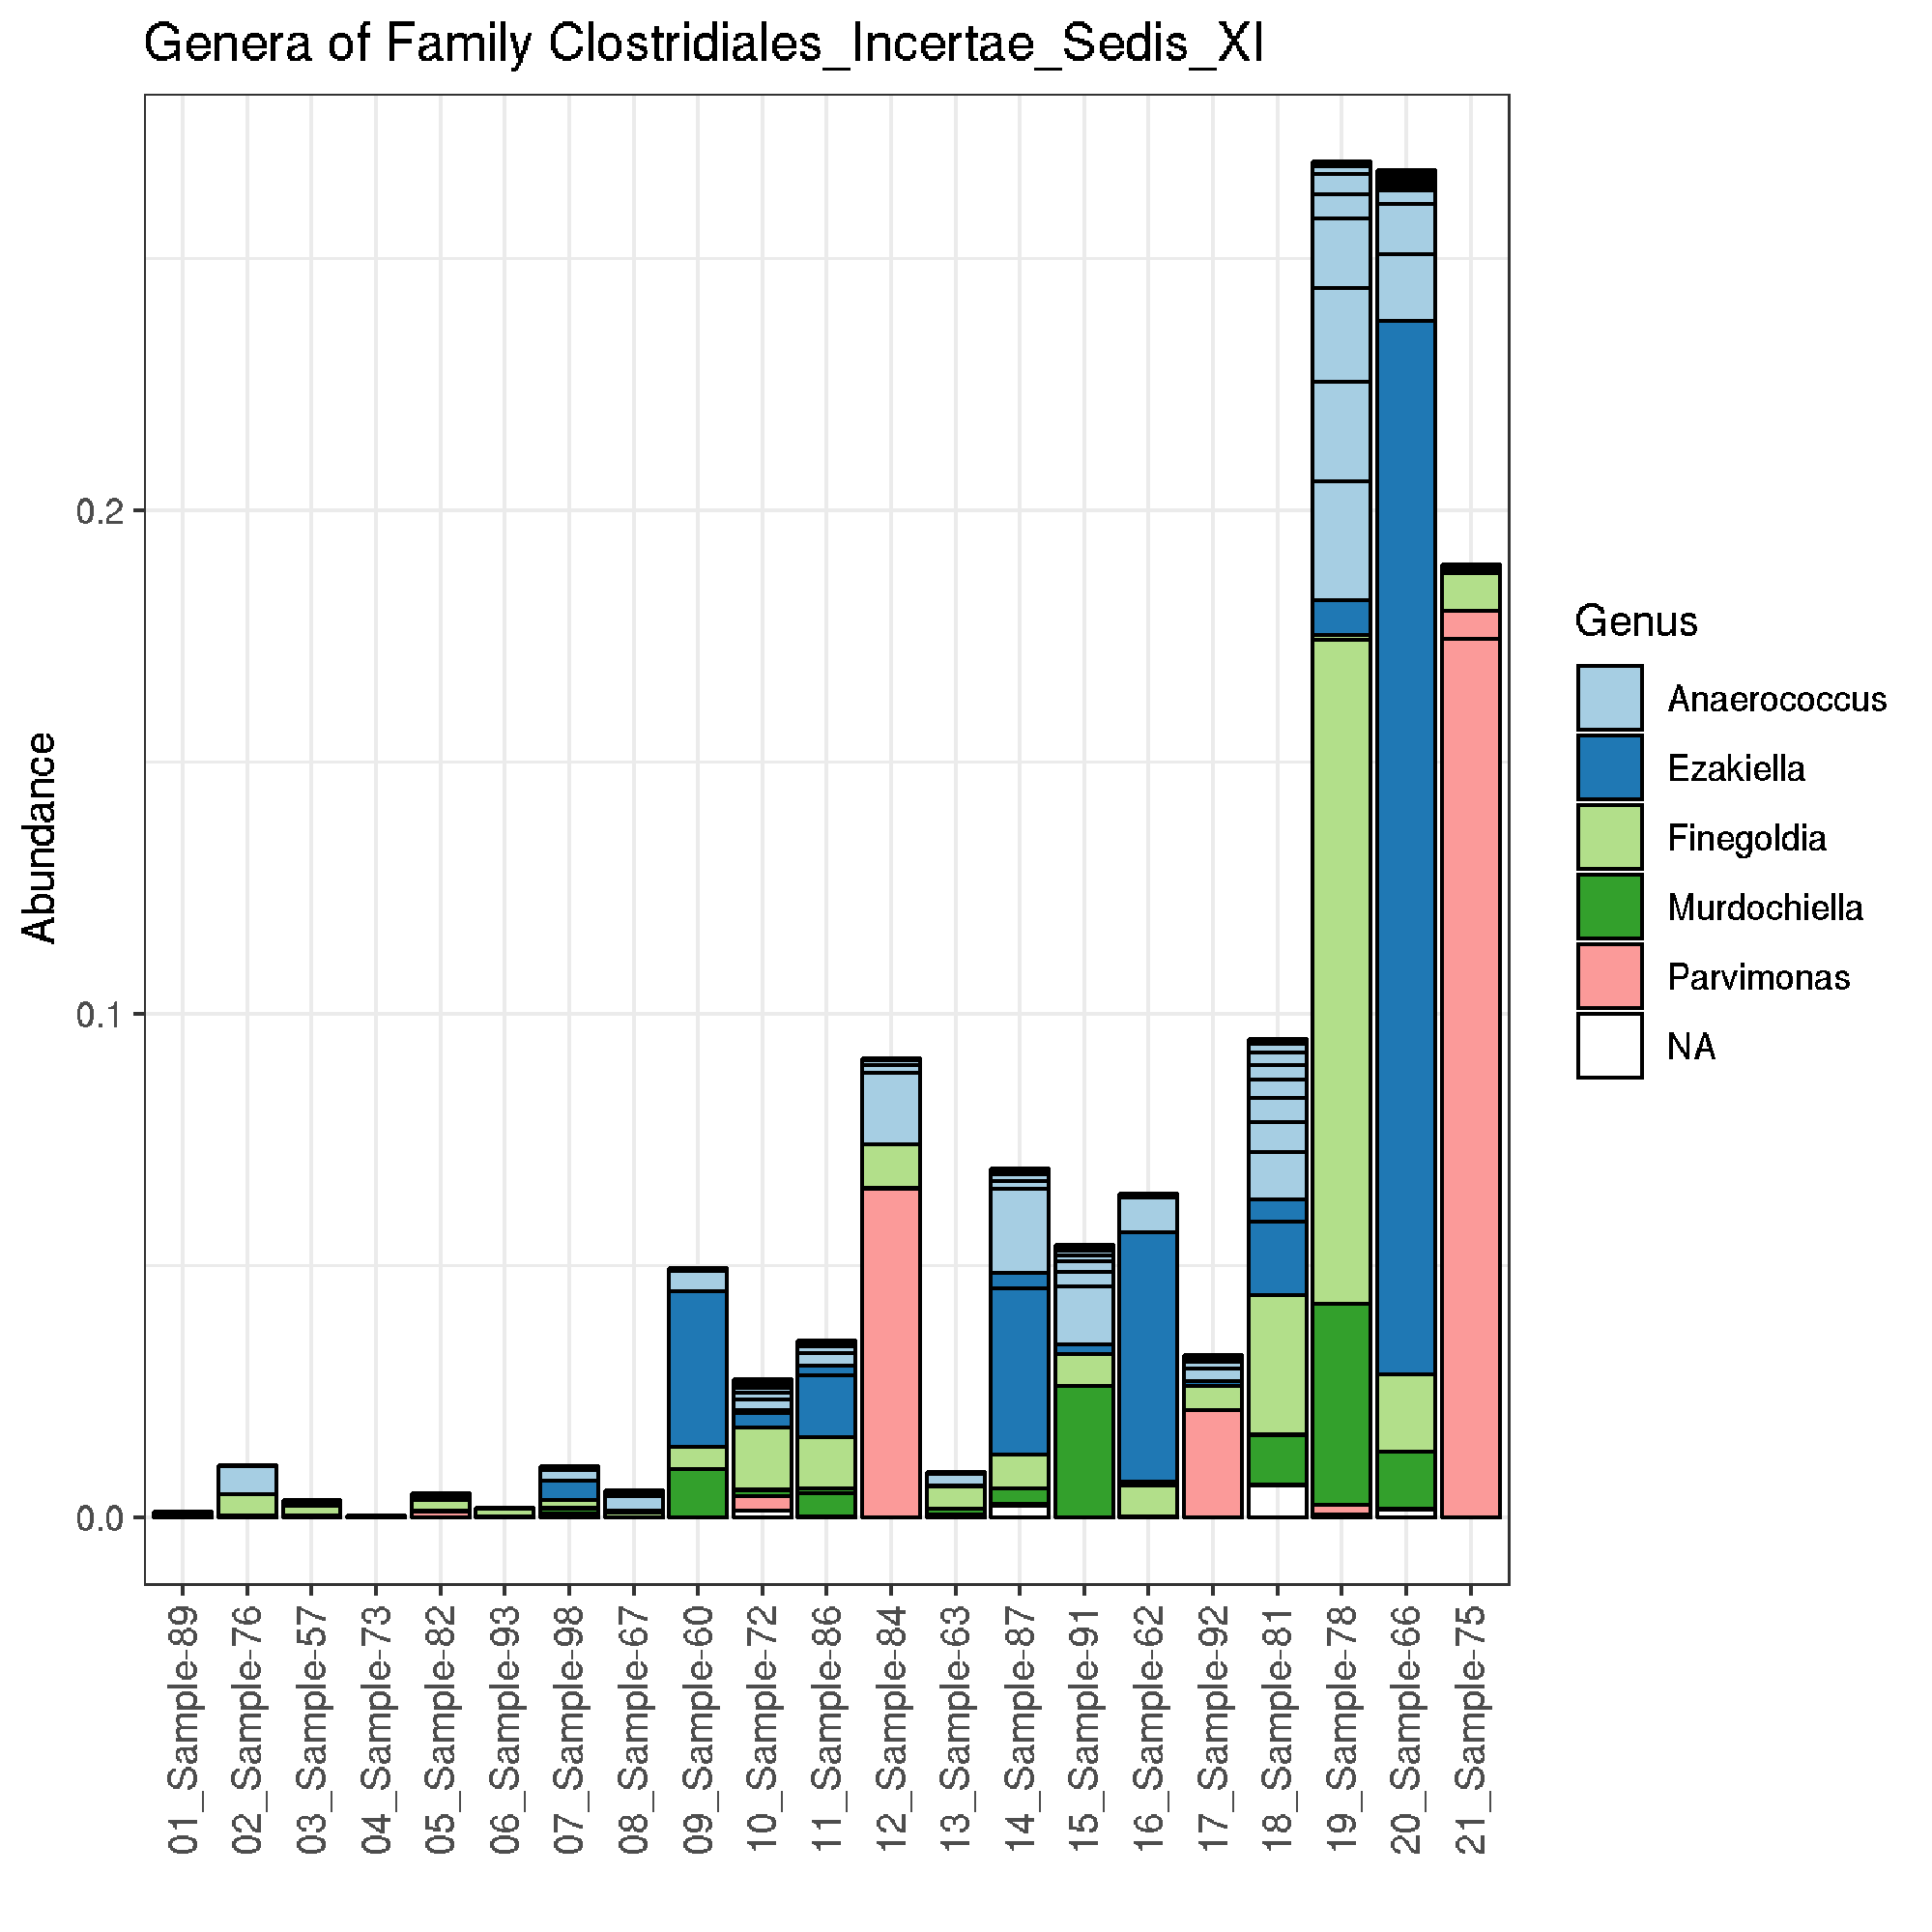 Genera of Family Clostridiales_Incertae_Sedis_XI
Abundance
0.2
0.1
0.0
01_Sample-89
02_Sample-76
03_Sample-57
04_Sample-73
05_Sample-82
06_Sample-93
07_Sample-98
08_Sample-67
09_Sample-60
10_Sample-72
11_Sample-86
12_Sample-84
13_Sample-63
14_Sample-87
15_Sample-91
16_Sample-62
17_Sample-92
18_Sample-81
19_Sample-78
20_Sample-66
21_Sample-75
Genus
Anaerococcus
Ezakiella
Finegoldia
Murdochiella
Parvimonas
NA